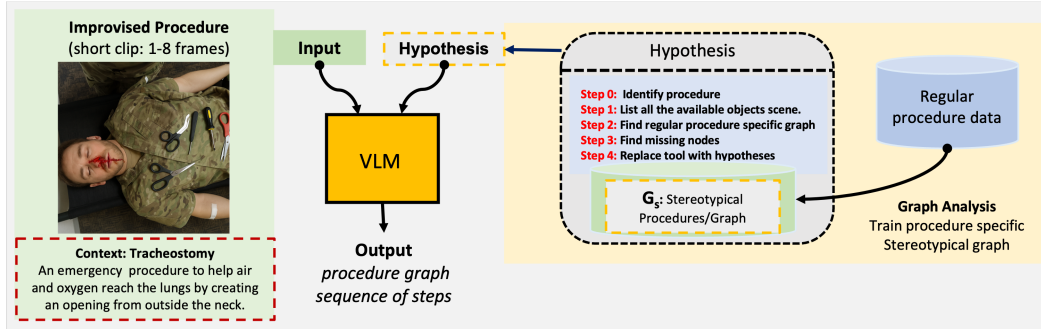 Improvised Procedure
(short clip: 1-8 frames)
Context: Tracheostomy
An emergency procedure to help air
and oxygen reach the lungs by creating
an opening from outside the neck.
Input
Hypothesis
VLM
Output
procedure graph
sequence of steps
Hypothesis
Step 0: Identify procedure
Step 1: List all the available objects scene.
Step 2: Find regular procedure specific graph
Step 3: Find missing nodes
Step 4: Replace tool with hypotheses
Gs: Stereotypical
Procedures/Graph
Regular
procedure data
Graph Analysis
Train procedure specific
Stereotypical graph